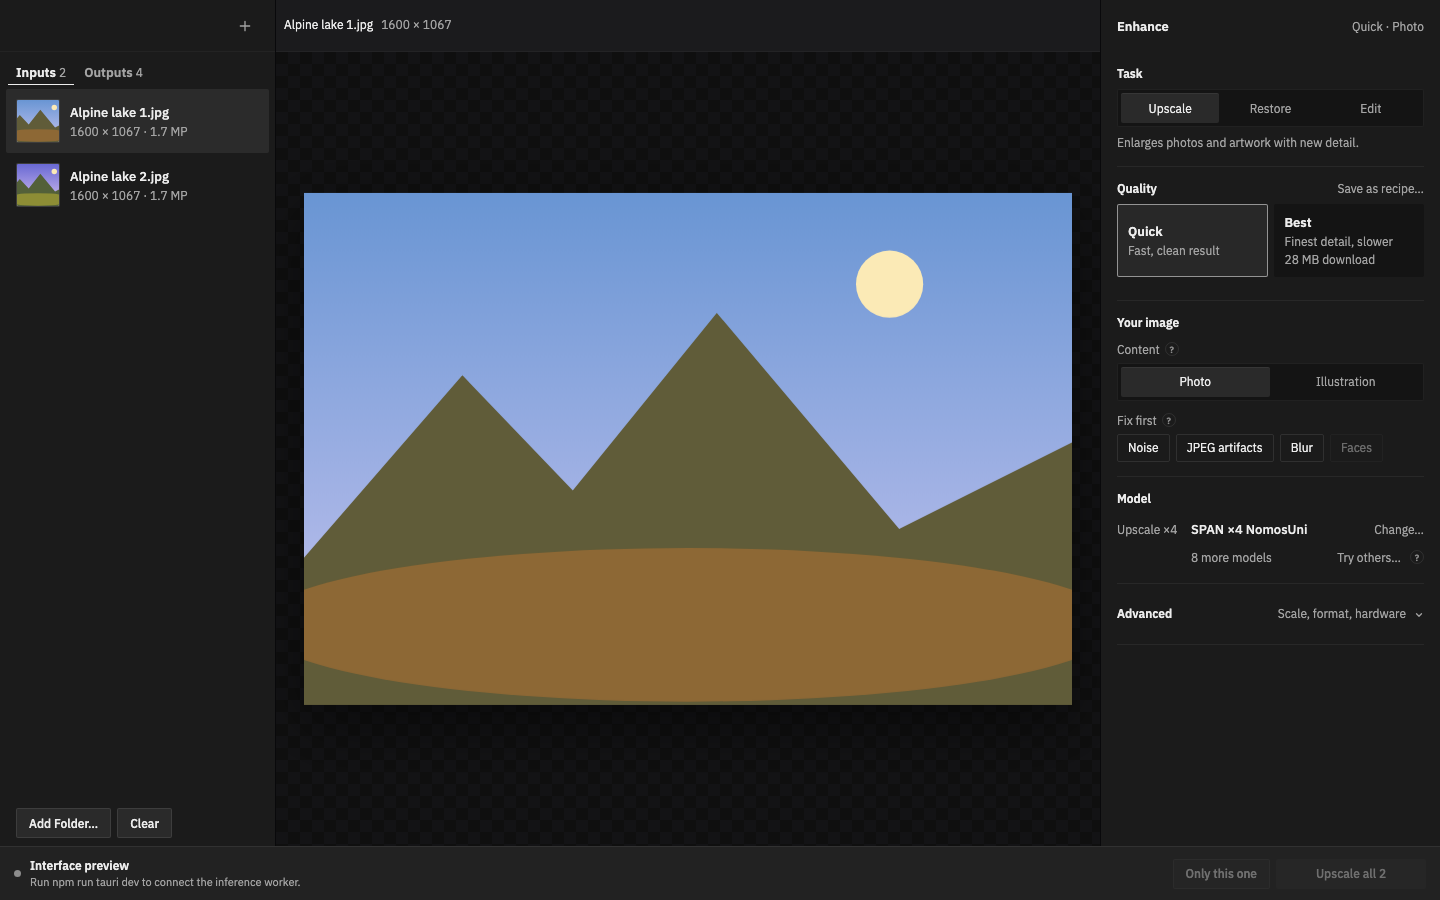 Alpine lake 1.jpg 1600 × 1067
Inputs 2 Outputs 4
Alpine lake 1.jpg
1600 × 1067 · 1.7 MP
Alpine lake 2.jpg
1600 × 1067 · 1.7 MP
Add Folder... Clear
Enhance Quick · Photo
Task
Upscale Restore Edit
Enlarges photos and artwork with new detail.
Quality Save as recipe...
Quick
Fast, clean result
Best
Finest detail, slower
28 MB download
Your image
Content ?
Photo Illustration
Fix first ?
Noise JPEG artifacts Blur Faces
Model
Upscale ×4 SPAN ×4 NomosUni Change...
8 more models Try others... ?
Advanced Scale, format, hardware
Interface preview
Run npm run tauri dev to connect the inference worker.
Only this one Upscale all 2